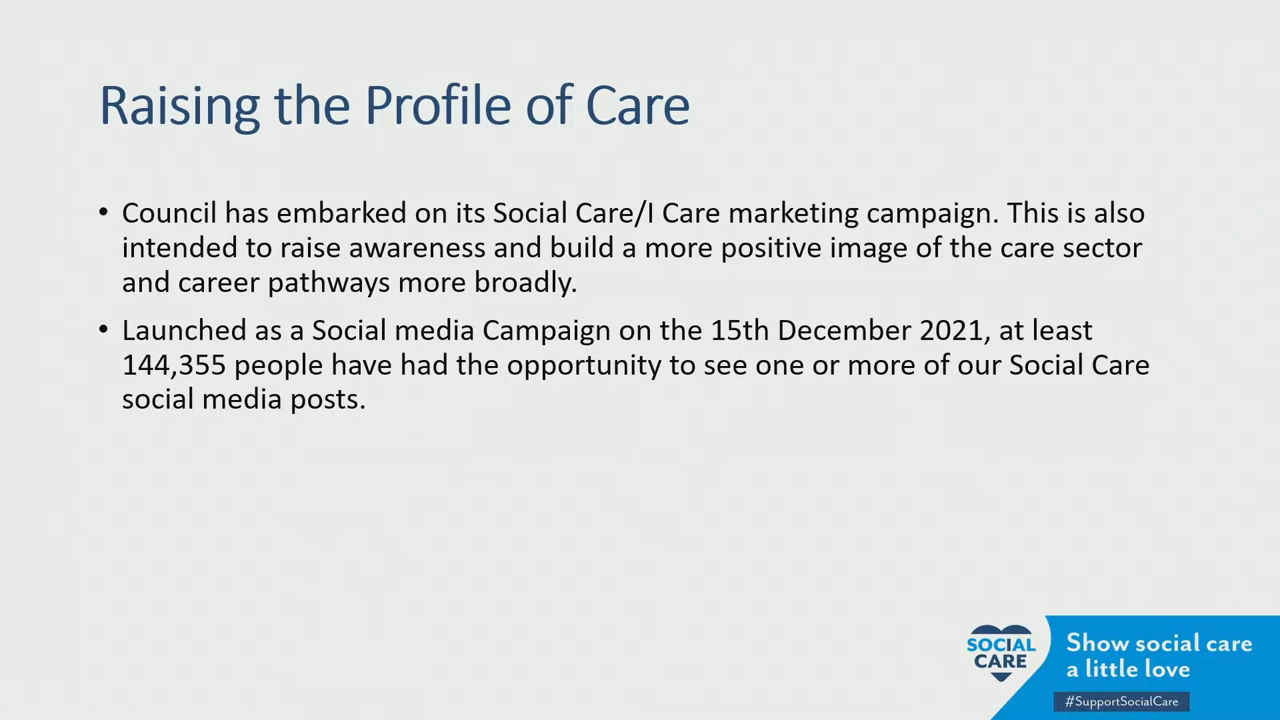 Raising the Profile of Care
• Council has embarked on its Social Care/I Care marketing campaign. This is also
intended to raise awareness and build a more positive image of the care sector
and career pathways more broadly.
• Launched as a Social media Campaign on the 15th December 2021, at least
144,355 people have had the opportunity to see one or more of our Social Care
social media posts.
SOCIAL
CARE
Show social care
a little love
#SupportSocialCare